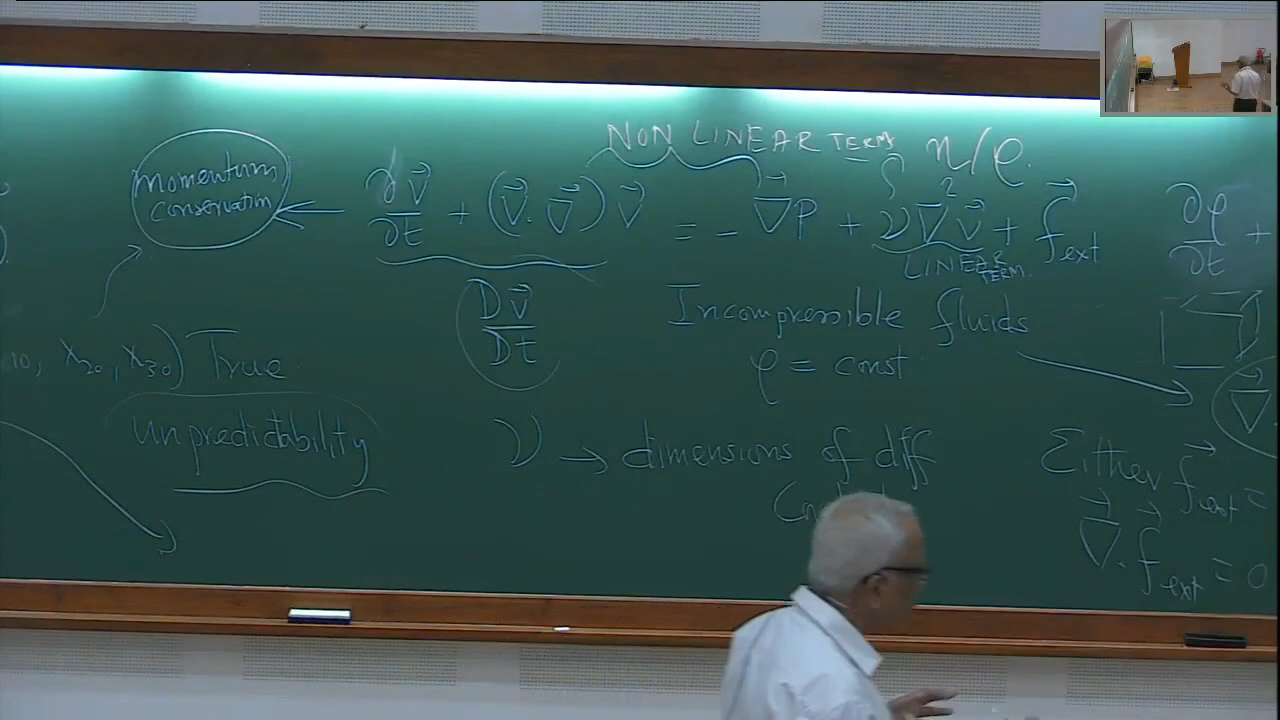 NON LINEAR TERM η/ρ.
momentum
conservation
∂v⃗/∂t + (v⃗.∇⃗)v⃗ = -∇⃗P + ν∇²v⃗ + f⃗ext
LINEAR
TERM.
∂ρ/∂t +
Dv⃗/Dt
Incompressible fluids
ρ = const
∇⃗
10, x20, x30) True
unpredictability
ν → dimensions of diff
Either f⃗ext =
∇⃗.f⃗ext = 0